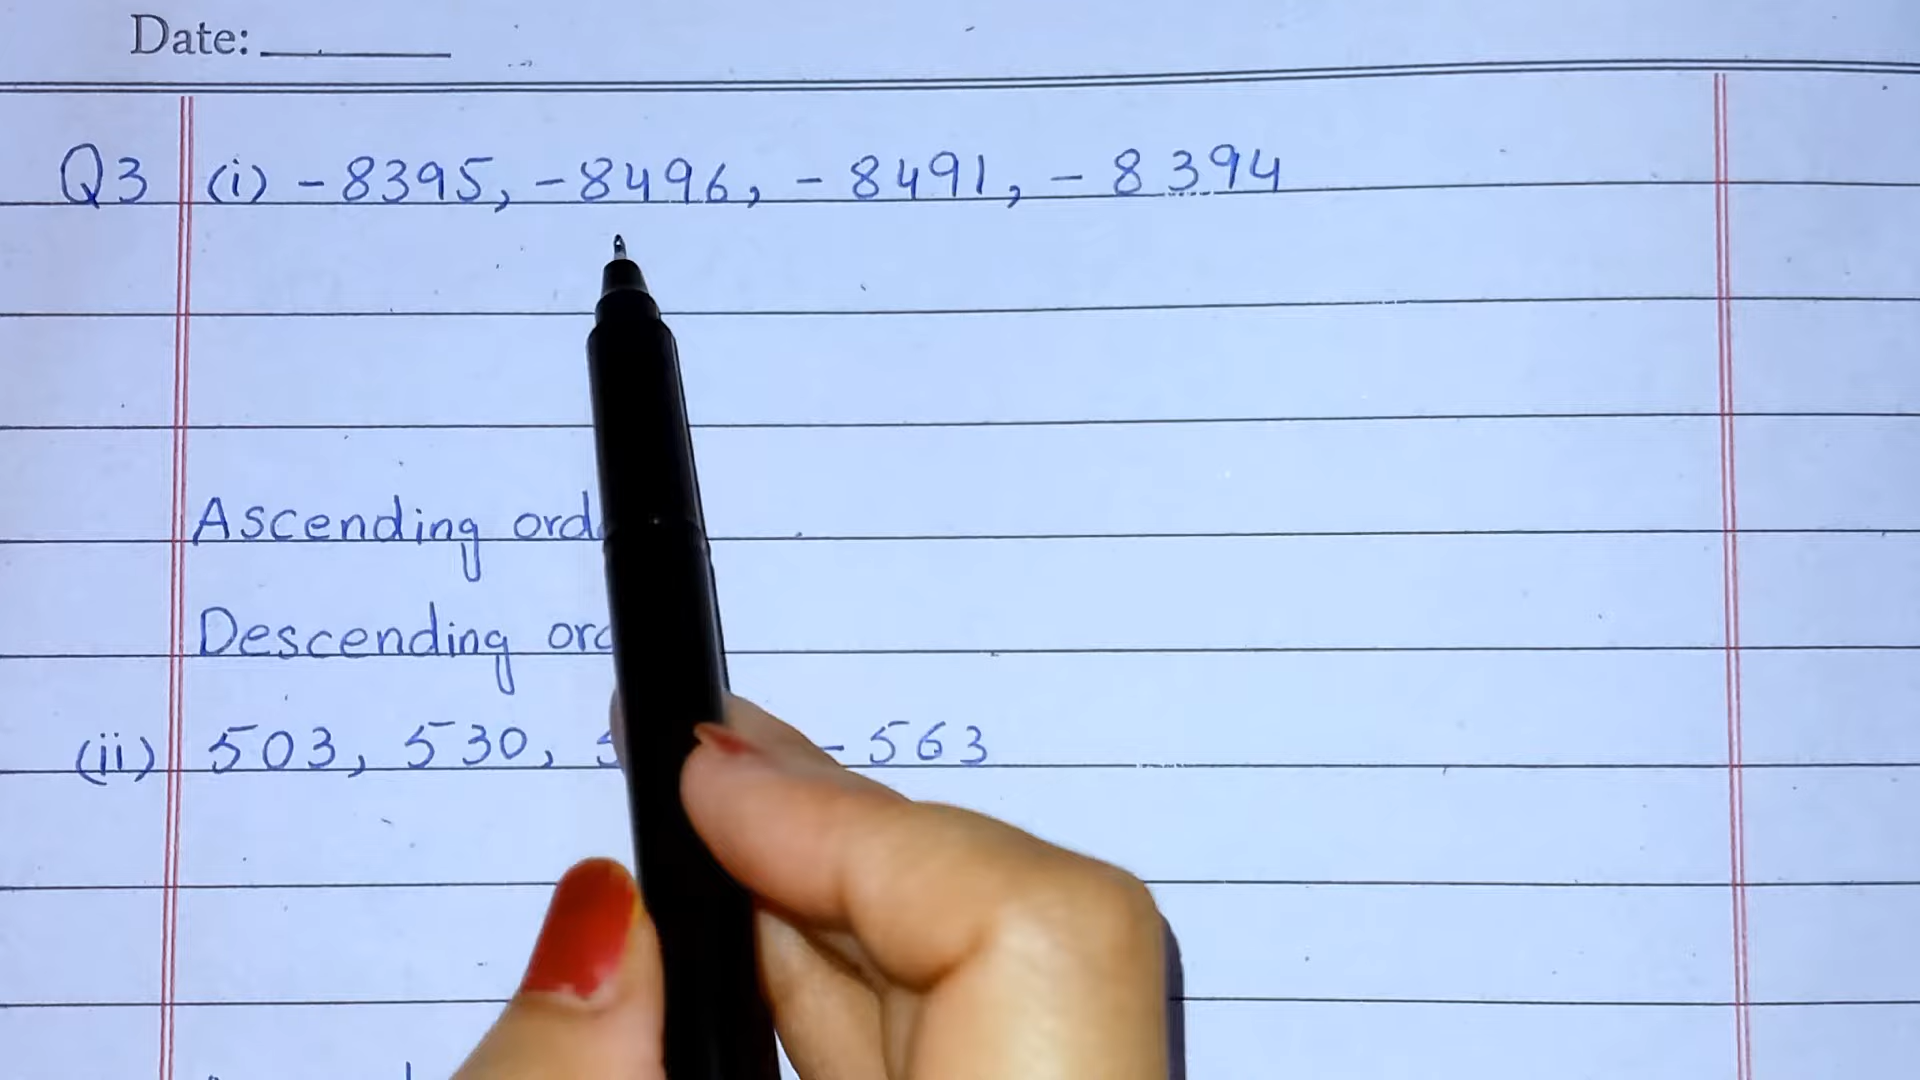 Date:
Q3 (i) -8395, -8496, -8491, -8394
Ascending
Descending
(ii) 503, 530, -563